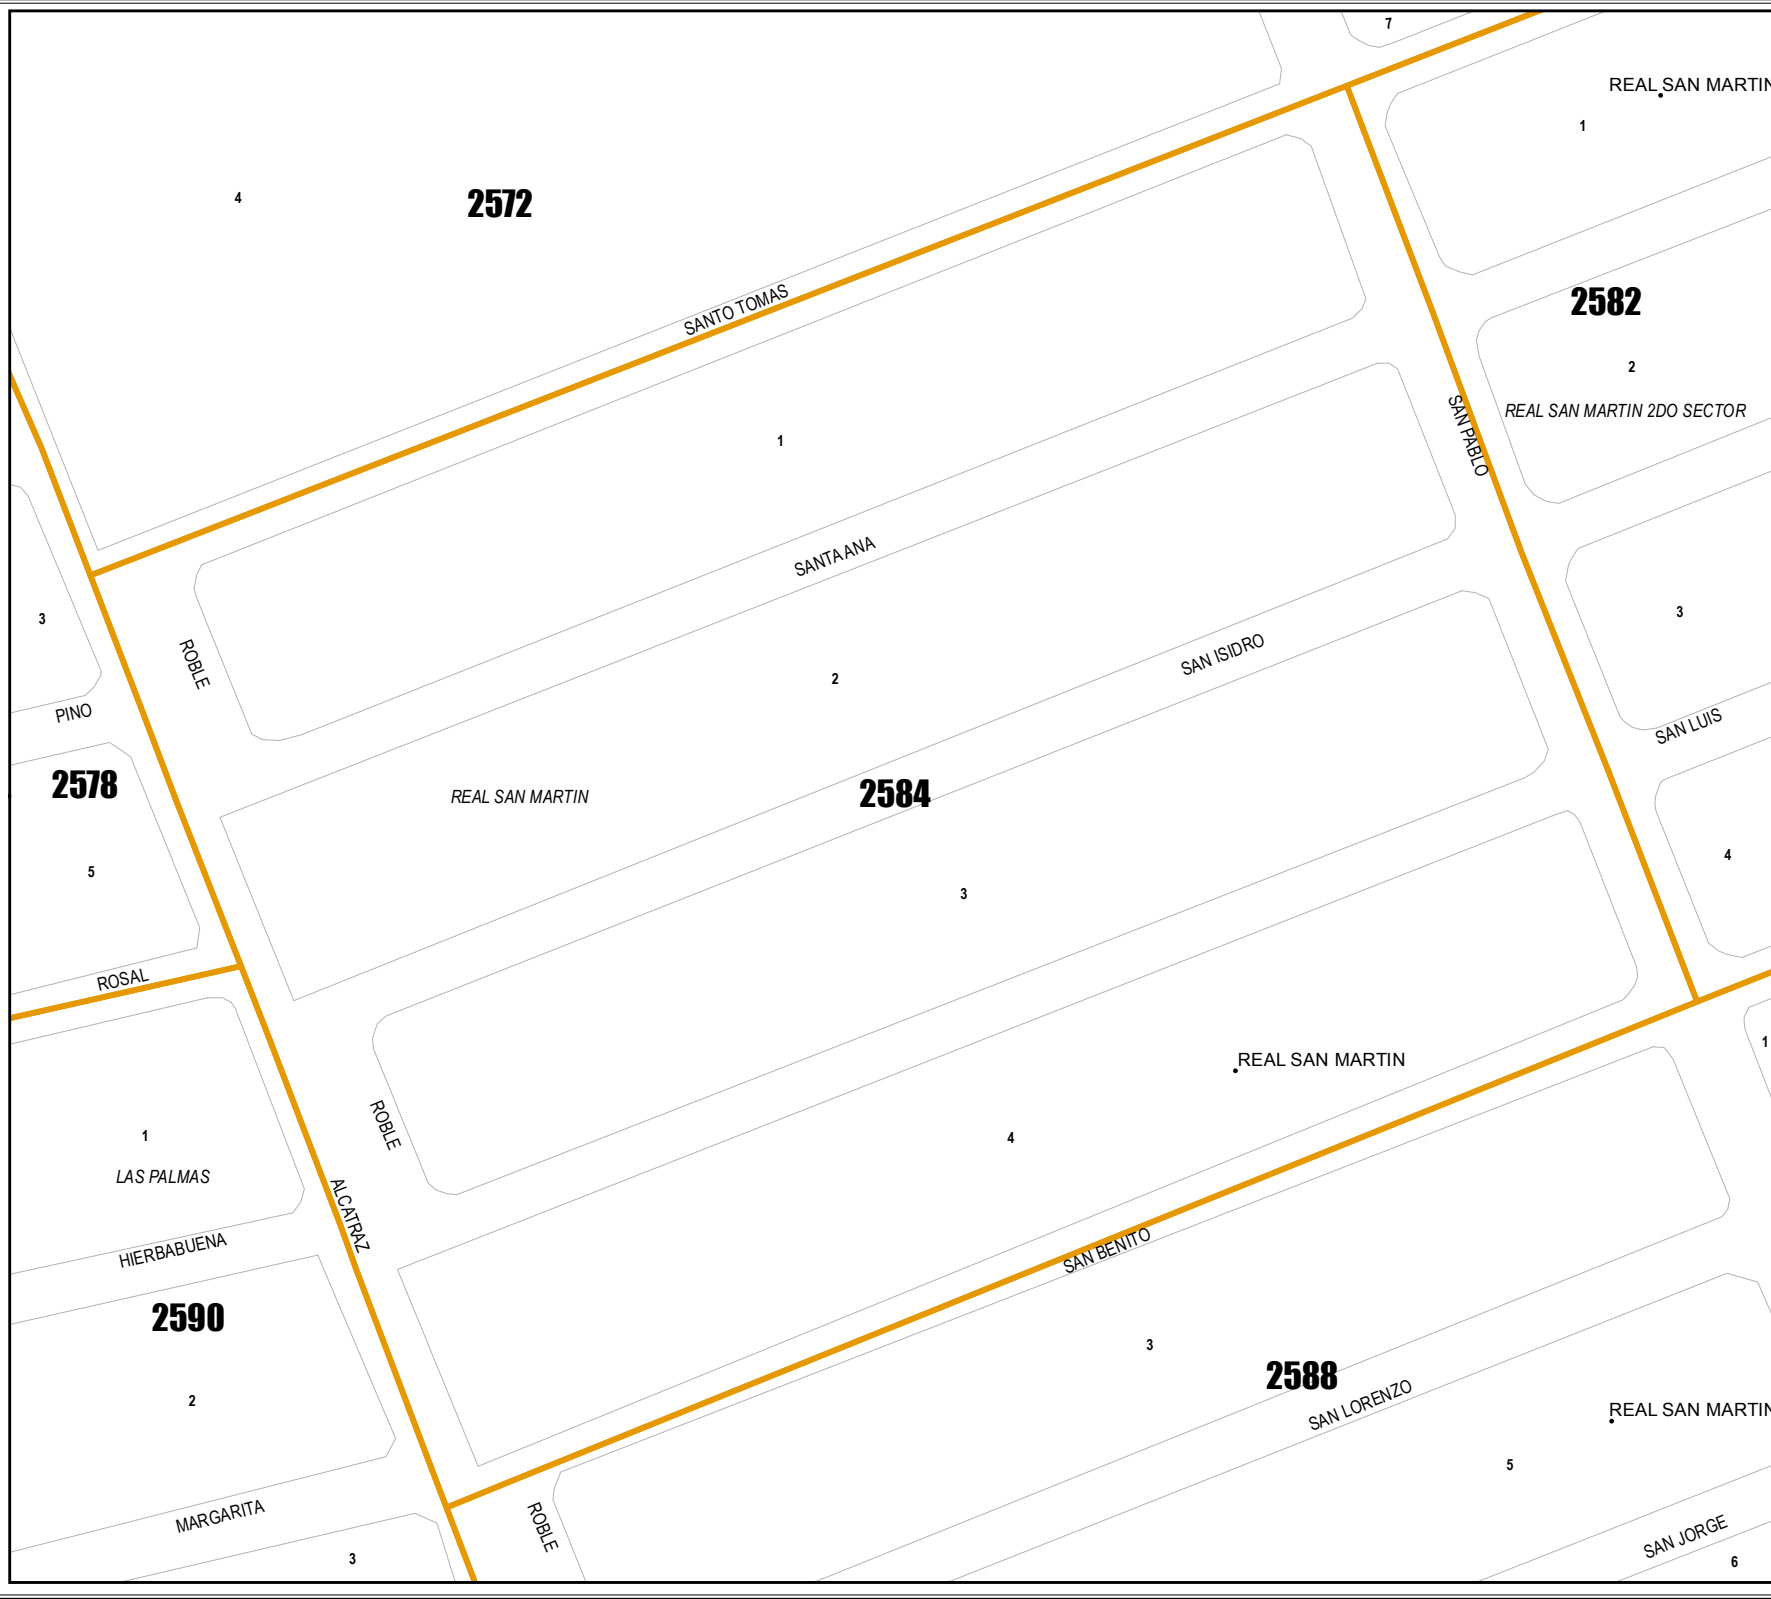 7
REAL SAN MARTIN
1
4
2572
2582
SANTO TOMAS
2
REAL SAN MARTIN 2DO SECTOR
SAN PABLO
1
SANTA ANA
3
3
ROBLE
SAN ISIDRO
2
PINO
SAN LUIS
2578
REAL SAN MARTIN
2584
4
5
3
ROSAL
1
REAL SAN MARTIN
ROBLE
1
4
LAS PALMAS
ALCATRAZ
HIERBABUENA
SAN BENITO
2590
3
2588
2
SAN LORENZO
REAL SAN MARTIN
5
MARGARITA
ROBLE
SAN JORGE
3
6